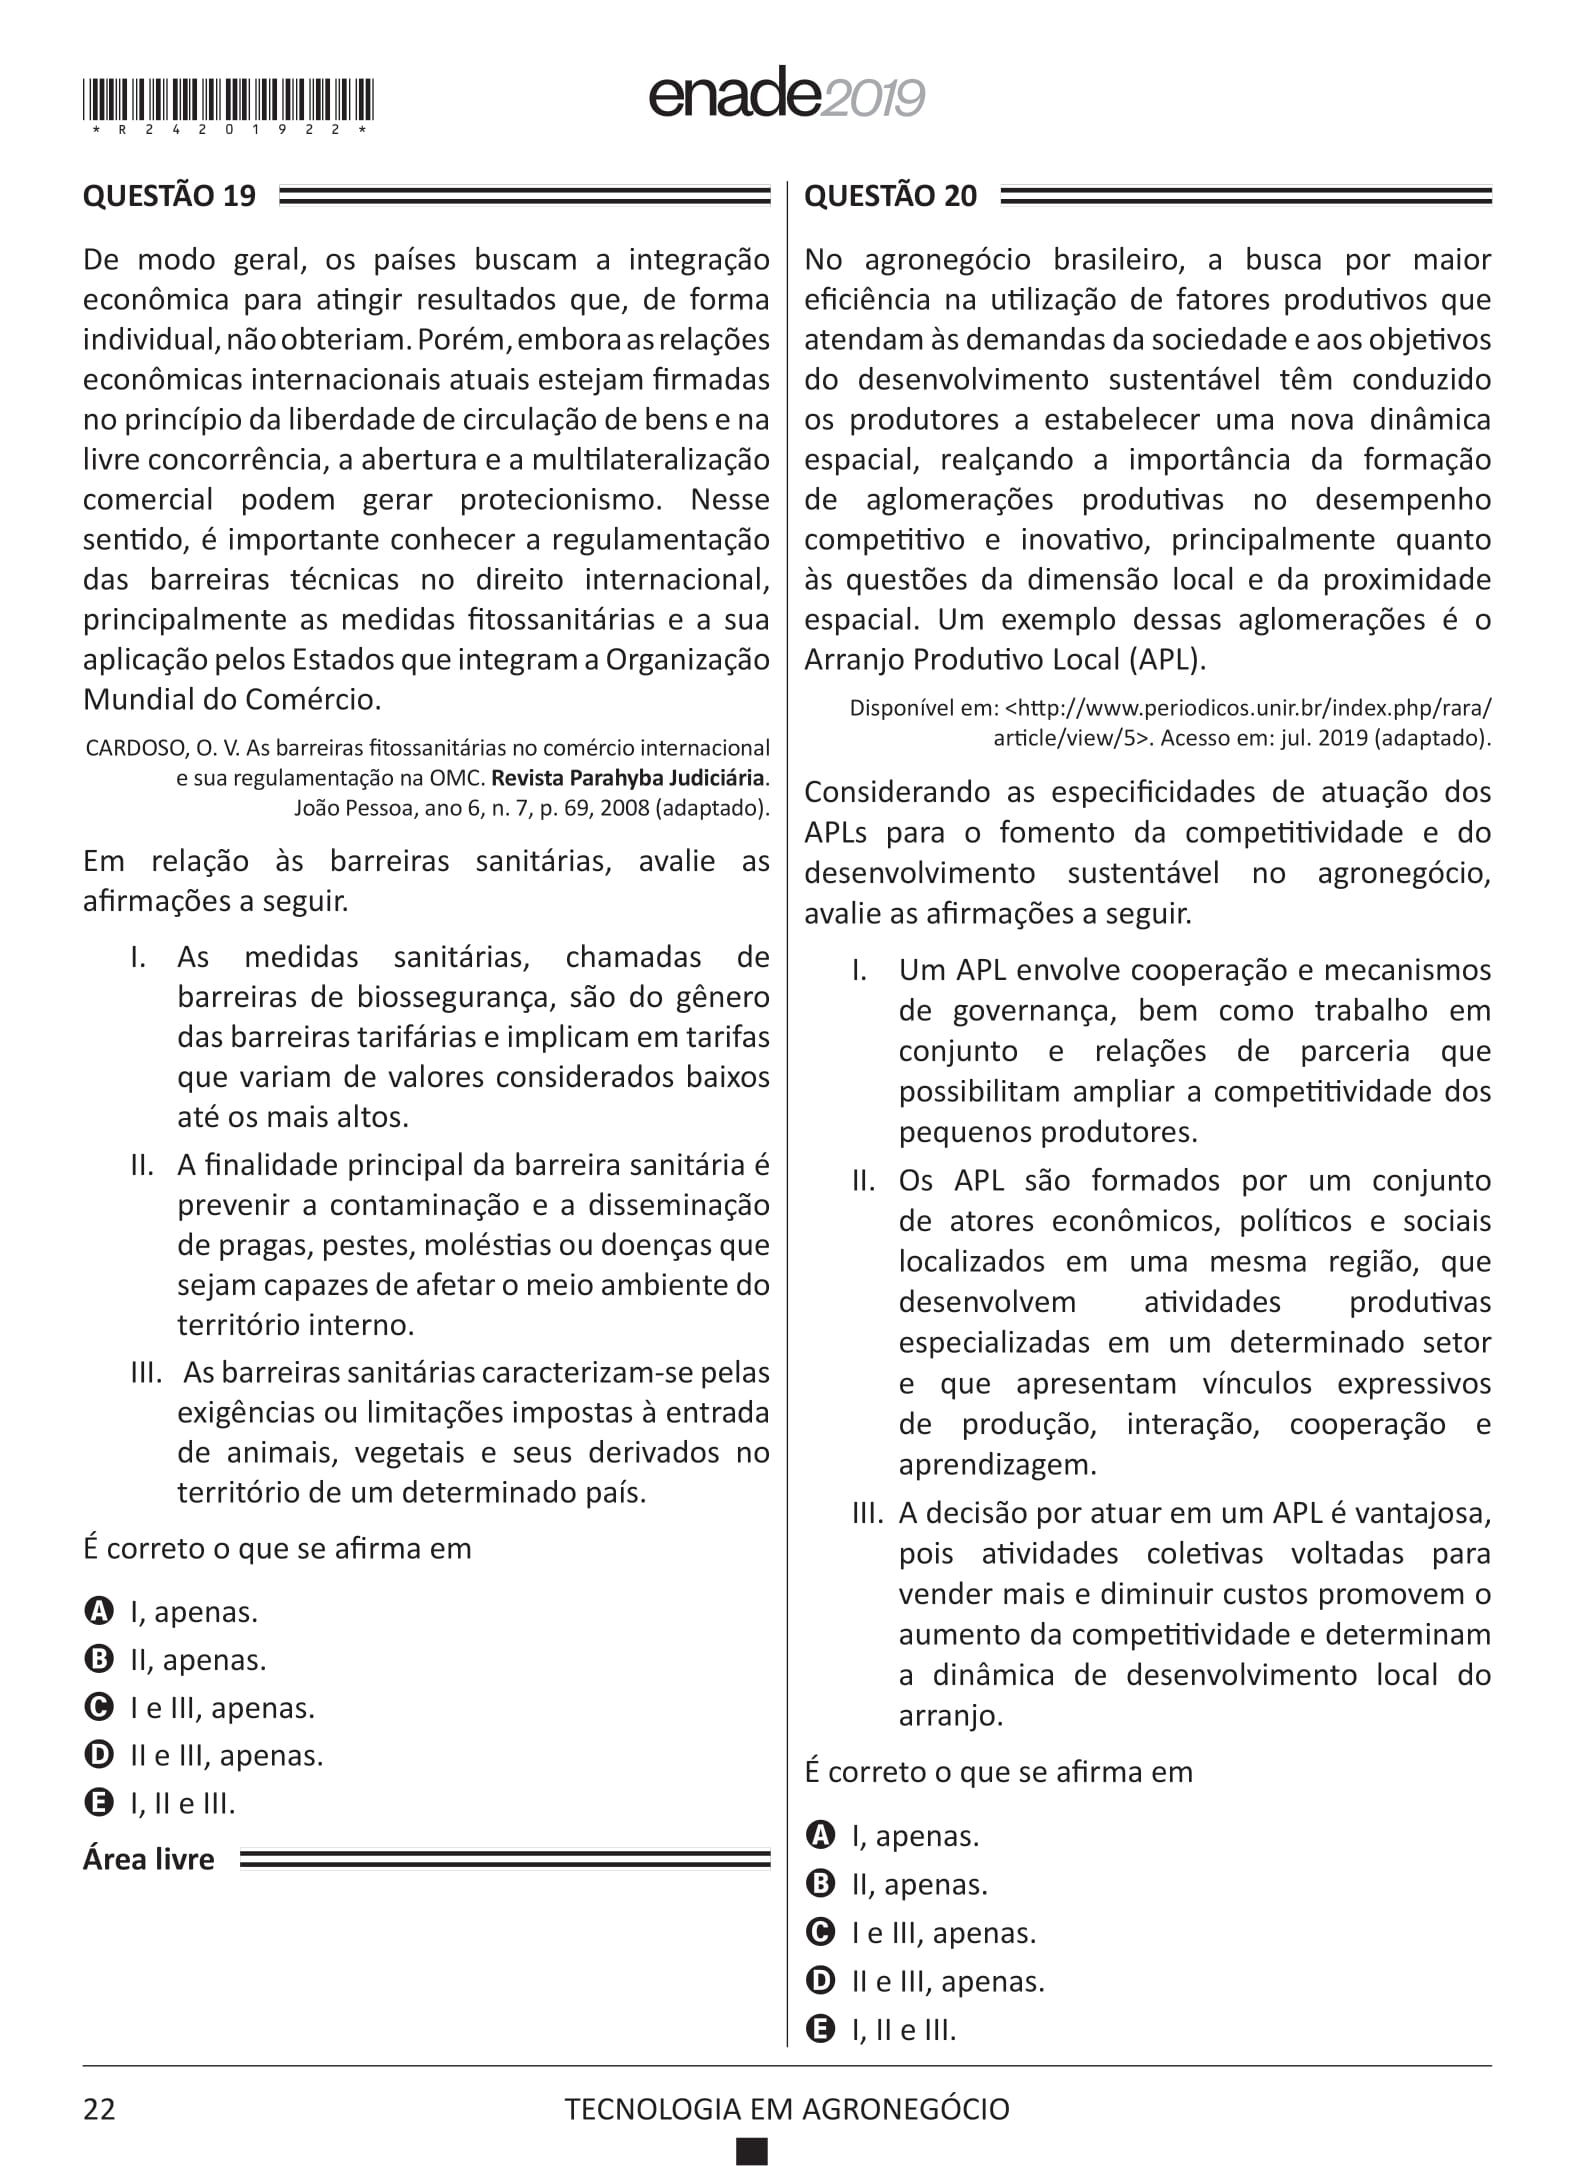 *R24201922*
enade2019
QUESTÃO 19
De modo geral, os países buscam a integração
econômica para atingir resultados que, de forma
individual, não obteriam. Porém, embora as relações
econômicas internacionais atuais estejam firmadas
no princípio da liberdade de circulação de bens e na
livre concorrência, a abertura e a multilateralização
comercial podem gerar protecionismo. Nesse
sentido, é importante conhecer a regulamentação
das barreiras técnicas no direito internacional,
principalmente as medidas fitossanitárias e a sua
aplicação pelos Estados que integram a Organização
Mundial do Comércio.
CARDOSO, O. V. As barreiras fitossanitárias no comércio internacional
e sua regulamentação na OMC. Revista Parahyba Judiciária.
João Pessoa, ano 6, n. 7, p. 69, 2008 (adaptado).
Em relação às barreiras sanitárias, avalie as
afirmações a seguir.
I. As medidas sanitárias, chamadas de
barreiras de biossegurança, são do gênero
das barreiras tarifárias e implicam em tarifas
que variam de valores considerados baixos
até os mais altos.
II. A finalidade principal da barreira sanitária é
prevenir a contaminação e a disseminação
de pragas, pestes, moléstias ou doenças que
sejam capazes de afetar o meio ambiente do
território interno.
III. As barreiras sanitárias caracterizam-se pelas
exigências ou limitações impostas à entrada
de animais, vegetais e seus derivados no
território de um determinado país.
É correto o que se afirma em
A I, apenas.
B II, apenas.
C I e III, apenas.
D II e III, apenas.
E I, II e III.
Área livre
QUESTÃO 20
No agronegócio brasileiro, a busca por maior
eficiência na utilização de fatores produtivos que
atendam às demandas da sociedade e aos objetivos
do desenvolvimento sustentável têm conduzido
os produtores a estabelecer uma nova dinâmica
espacial, realçando a importância da formação
de aglomerações produtivas no desempenho
competitivo e inovativo, principalmente quanto
às questões da dimensão local e da proximidade
espacial. Um exemplo dessas aglomerações é o
Arranjo Produtivo Local (APL).
Disponível em: <http://www.periodicos.unir.br/index.php/rara/
article/view/5>. Acesso em: jul. 2019 (adaptado).
Considerando as especificidades de atuação dos
APLs para o fomento da competitividade e do
desenvolvimento sustentável no agronegócio,
avalie as afirmações a seguir.
I. Um APL envolve cooperação e mecanismos
de governança, bem como trabalho em
conjunto e relações de parceria que
possibilitam ampliar a competitividade dos
pequenos produtores.
II. Os APL são formados por um conjunto
de atores econômicos, políticos e sociais
localizados em uma mesma região, que
desenvolvem atividades produtivas
especializadas em um determinado setor
e que apresentam vínculos expressivos
de produção, interação, cooperação e
aprendizagem.
III. A decisão por atuar em um APL é vantajosa,
pois atividades coletivas voltadas para
vender mais e diminuir custos promovem o
aumento da competitividade e determinam
a dinâmica de desenvolvimento local do
arranjo.
É correto o que se afirma em
A I, apenas.
B II, apenas.
C I e III, apenas.
D II e III, apenas.
E I, II e III.
22
TECNOLOGIA EM AGRONEGÓCIO